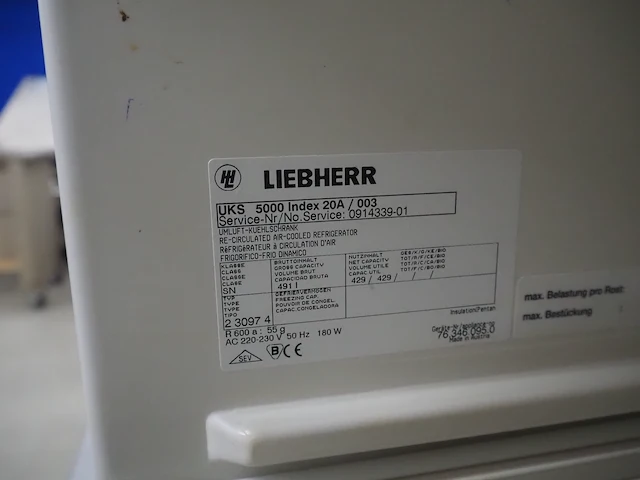 LIEBHERR
UKS 5000 Index 20A / 003
Service-Nr/No.Service: 0914339-01
UMLUFT-KUEHLSCHRANK
RE-CIRCULATED AIR-COOLED REFRIGERATOR
REFRIGERATEUR A CIRCULATION D'AIR
FRIGORIFICO-FRIO DINAMICO
KLASSE BRUTTOINHALT NUTZINHALT
CLASS GROSS CAPACITY NET CAPACITY
CLASSE VOLUME BRUT VOLUME UTILE
CLASE CAPACIDAD BRUTA CAPAC. UTIL
SN 491 l 429 / 429 / / / /
TYP GEFRIERVERMÖGEN
TYPE FREEZING CAP.
TYPE POUVOIR DE CONGEL.
TIPO CAPAC.CONGELADORA
2 3097 4
Insulation/Pentan
R 600 a : 55 g
AC 220-230 V 50 Hz 180 W
76.346.095.0
Made in Austria
SEV B CE
max. Belastung pro Rost:
max. Bestückung